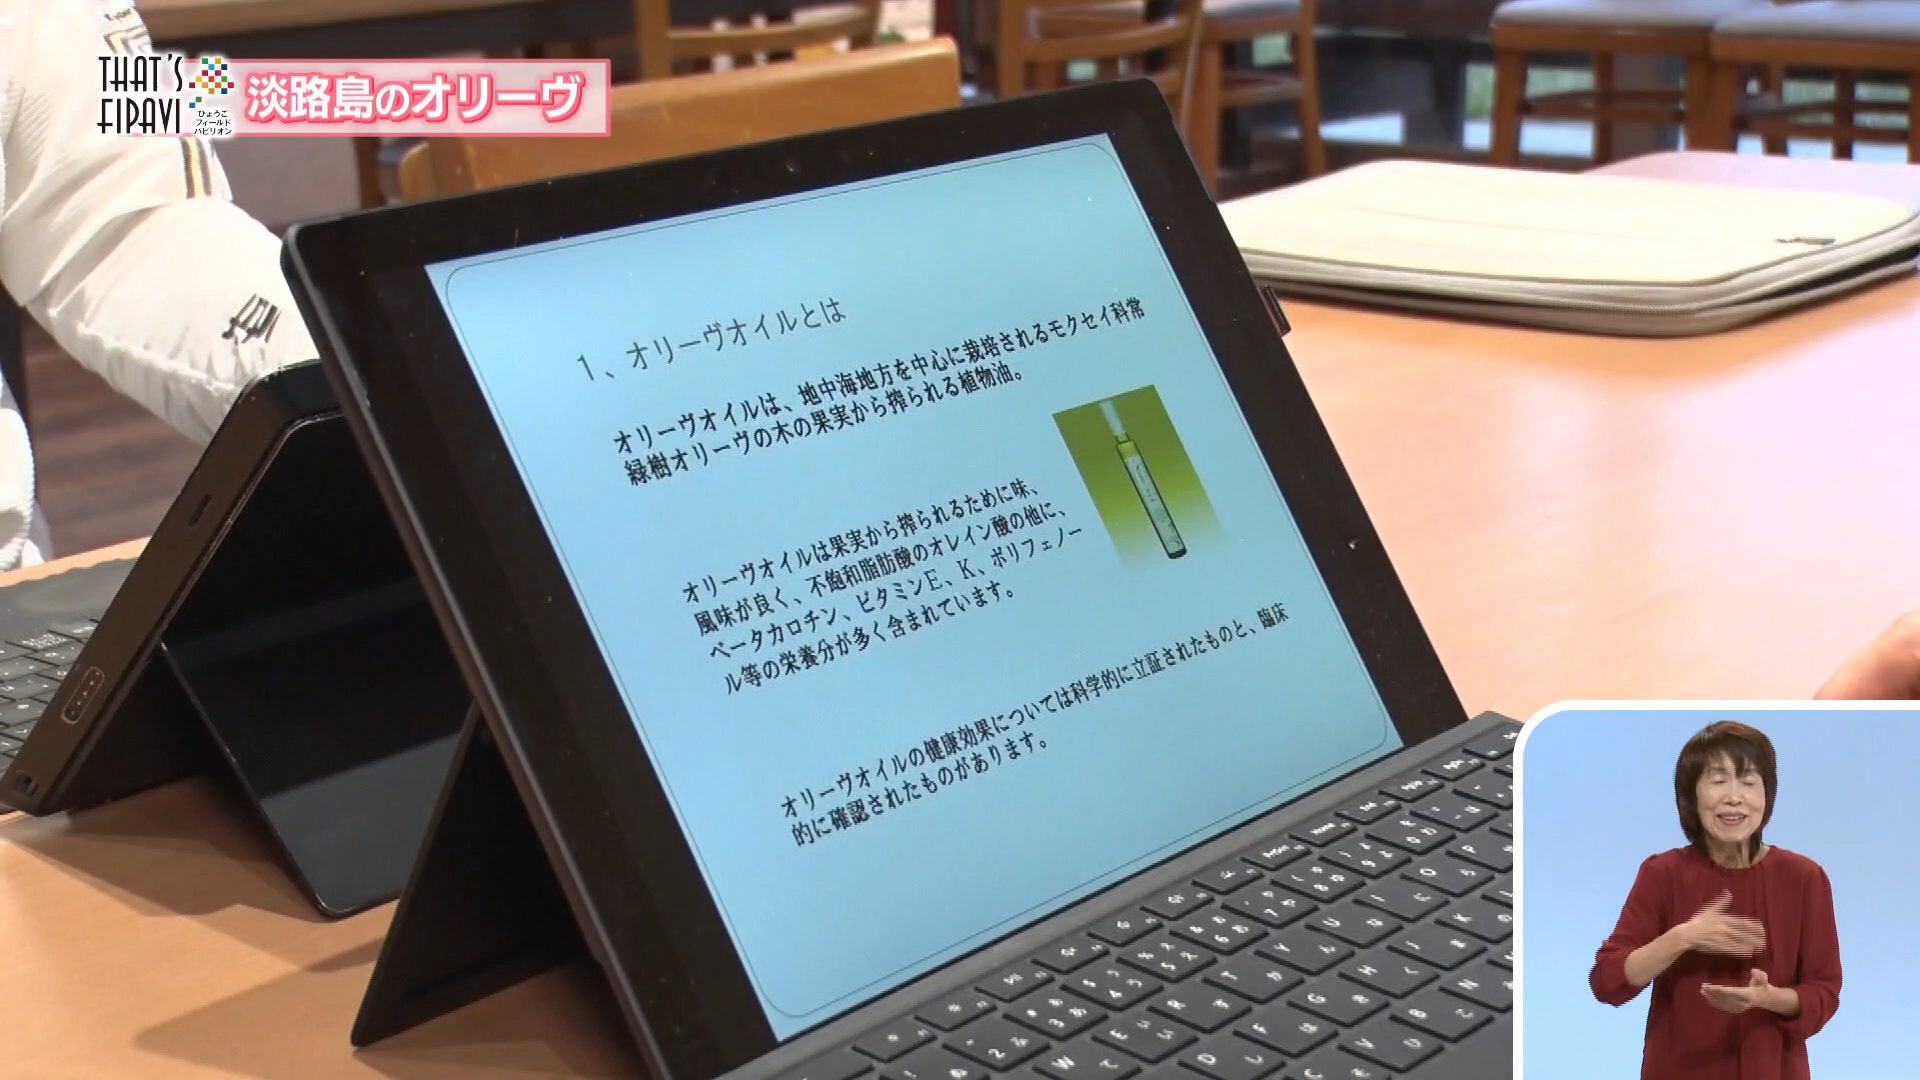 THAT'S
FIPAVI
ひょうご
フィールド
パビリオン
淡路島のオリーヴ
1、オリーヴオイルとは
オリーヴオイルは、地中海地方を中心に栽培されるモクセイ科常
緑樹オリーヴの木の果実から搾られる植物油。
オリーヴオイルは果実から搾られるために味、
風味が良く、不飽和脂肪酸のオレイン酸の他に、
ベータカロチン、ビタミンE、K、ポリフェノー
ル等の栄養分が多く含まれています。
オリーヴオイルの健康効果については科学的に立証されたものと、臨床
的に確認されたものがあります。